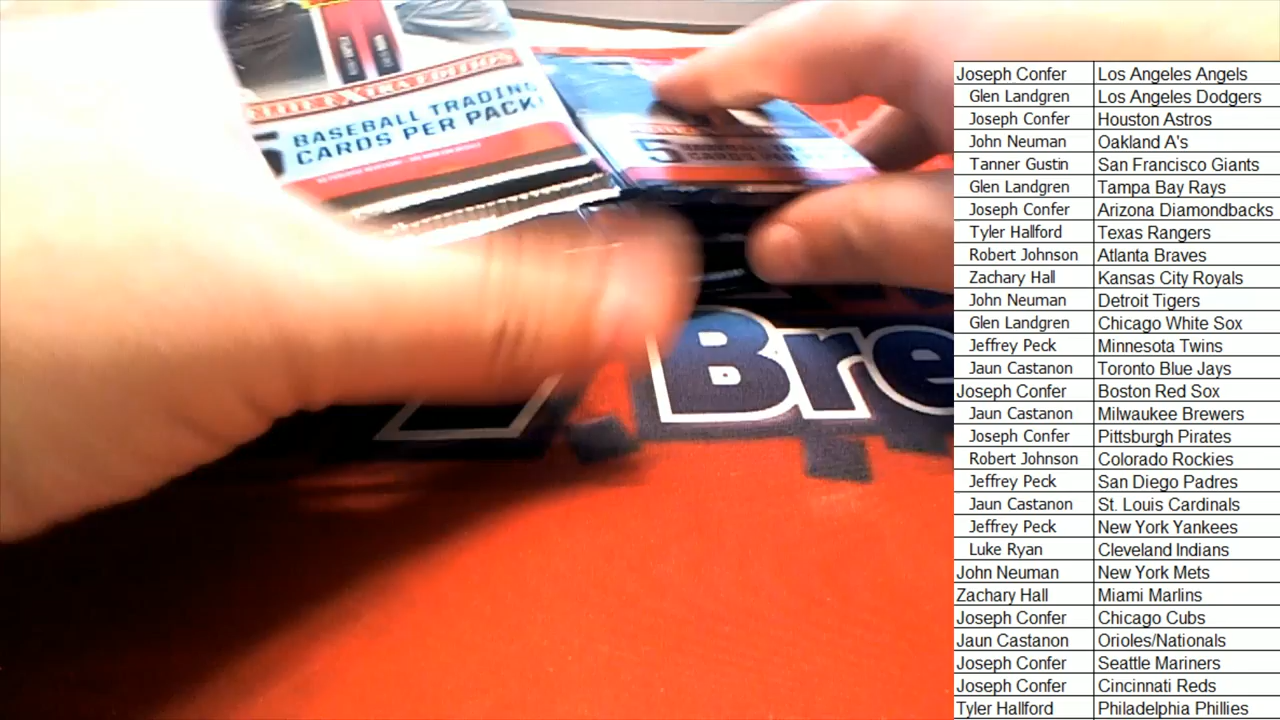 ELITE EXTRA EDITION
5 BASEBALL TRADING
CARDS PER PACK
5
CARDS PER
Bre
Joseph Confer Los Angeles Angels
Glen Landgren Los Angeles Dodgers
Joseph Confer Houston Astros
John Neuman Oakland A's
Tanner Gustin San Francisco Giants
Glen Landgren Tampa Bay Rays
Joseph Confer Arizona Diamondbacks
Tyler Hallford Texas Rangers
Robert Johnson Atlanta Braves
Zachary Hall Kansas City Royals
John Neuman Detroit Tigers
Glen Landgren Chicago White Sox
Jeffrey Peck Minnesota Twins
Jaun Castanon Toronto Blue Jays
Joseph Confer Boston Red Sox
Jaun Castanon Milwaukee Brewers
Joseph Confer Pittsburgh Pirates
Robert Johnson Colorado Rockies
Jeffrey Peck San Diego Padres
Jaun Castanon St. Louis Cardinals
Jeffrey Peck New York Yankees
Luke Ryan Cleveland Indians
John Neuman New York Mets
Zachary Hall Miami Marlins
Joseph Confer Chicago Cubs
Jaun Castanon Orioles/Nationals
Joseph Confer Seattle Mariners
Joseph Confer Cincinnati Reds
Tyler Hallford Philadelphia Phillies